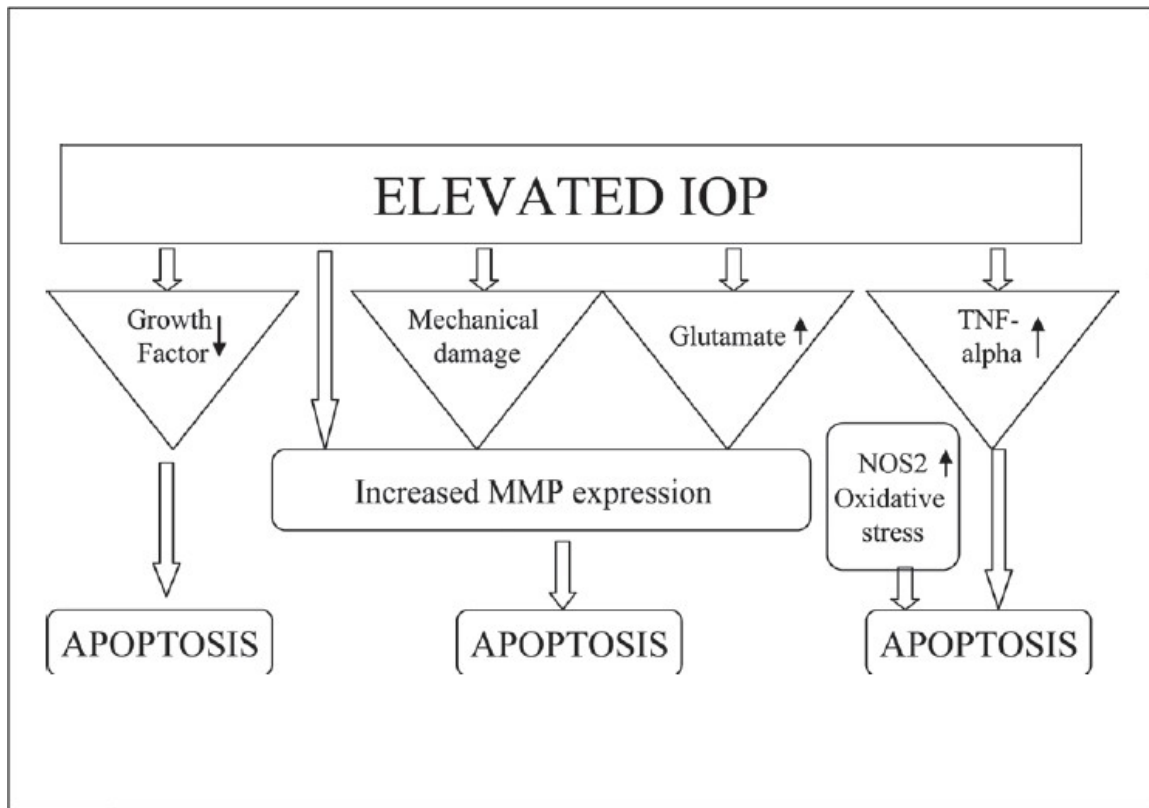 ELEVATED IOP
Growth
Factor
Mechanical
damage
Glutamate
TNF-
alpha
Increased MMP expression
NOS2
Oxidative
stress
APOPTOSIS
APOPTOSIS
APOPTOSIS